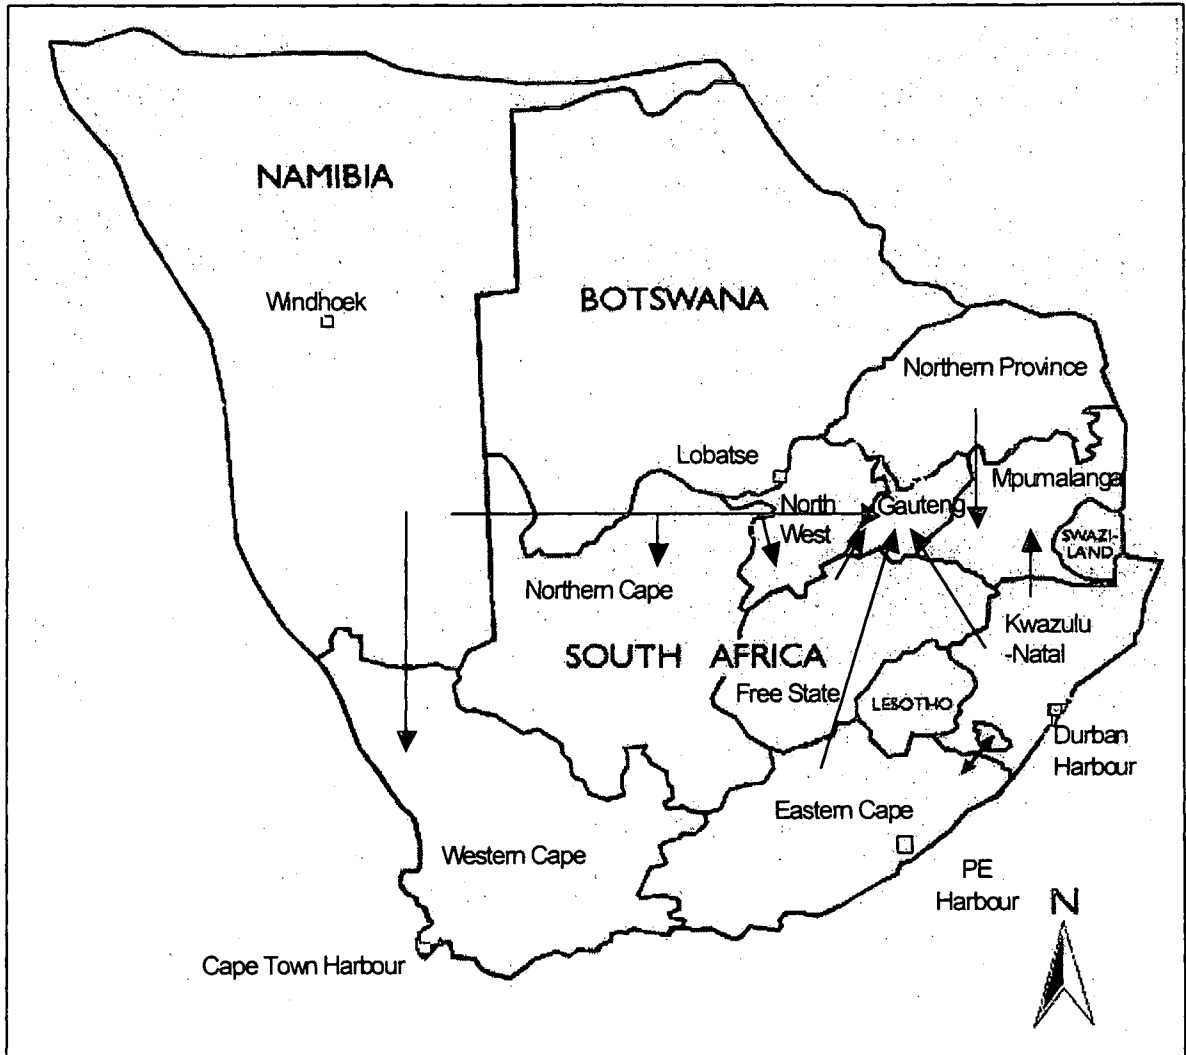 NAMIBIA
Windhoek
BOTSWANA
Northern Province
Lobatse
Mpumalanga
North
West
Gauteng
SWAZI-
LAND
Northern Cape
Kwazulu
-Natal
SOUTH AFRICA
Free State
LESOTHO
Durban
Harbour
Eastern Cape
Western Cape
PE
Harbour
N
Cape Town Harbour